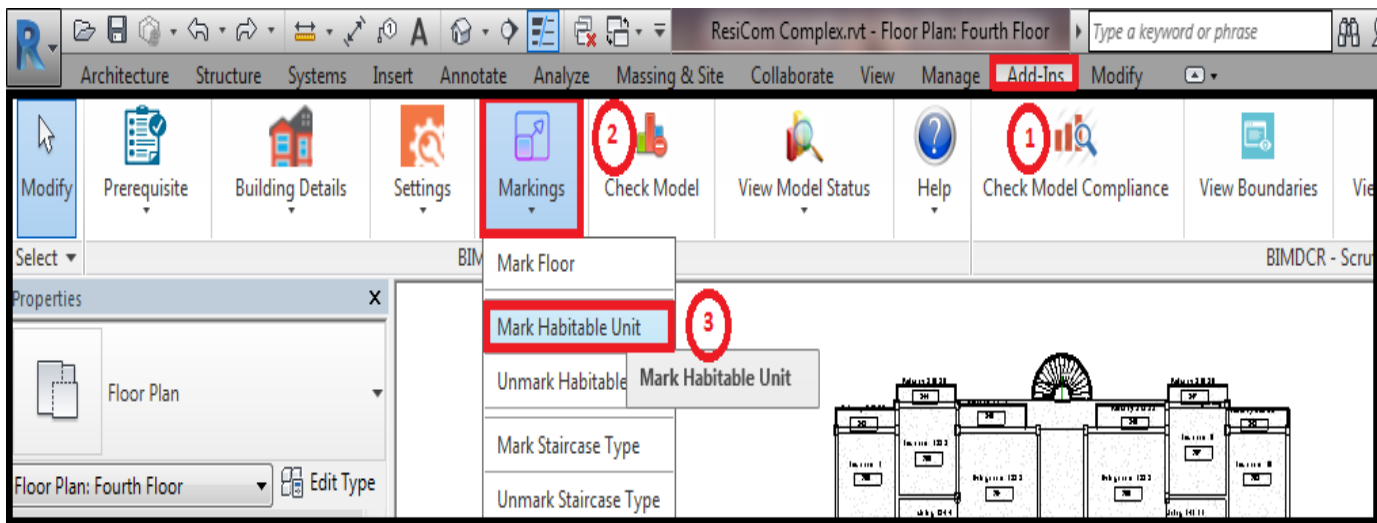 ResiCom Complex.rvt - Floor Plan: Fourth Floor Type a keyword or phrase
Architecture Structure Systems Insert Annotate Analyze Massing & Site Collaborate View Manage Add-Ins Modify
2 1
Modify Prerequisite Building Details Settings Markings Check Model View Model Status Help Check Model Compliance View Boundaries
Select BIMDCR - Scru
Properties X
Mark Floor
Mark Habitable Unit 3
Floor Plan
Unmark Habitable Mark Habitable Unit
Mark Staircase Type
Floor Plan: Fourth Floor Edit Type
Unmark Staircase Type